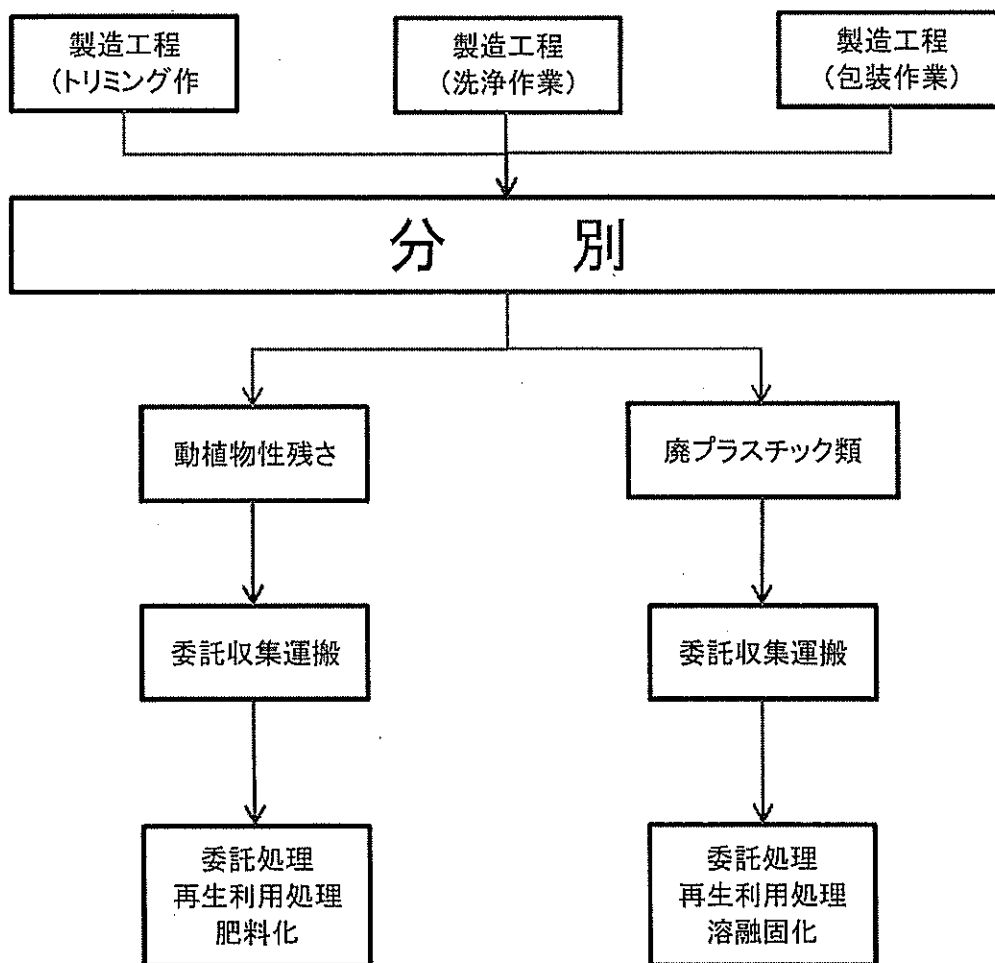 製造工程
(トリミング作
製造工程
(洗浄作業)
製造工程
(包装作業)
分 別
動植物性残さ
廃プラスチック類
委託収集運搬
委託収集運搬
委託処理
再生利用処理
肥料化
委託処理
再生利用処理
溶融固化